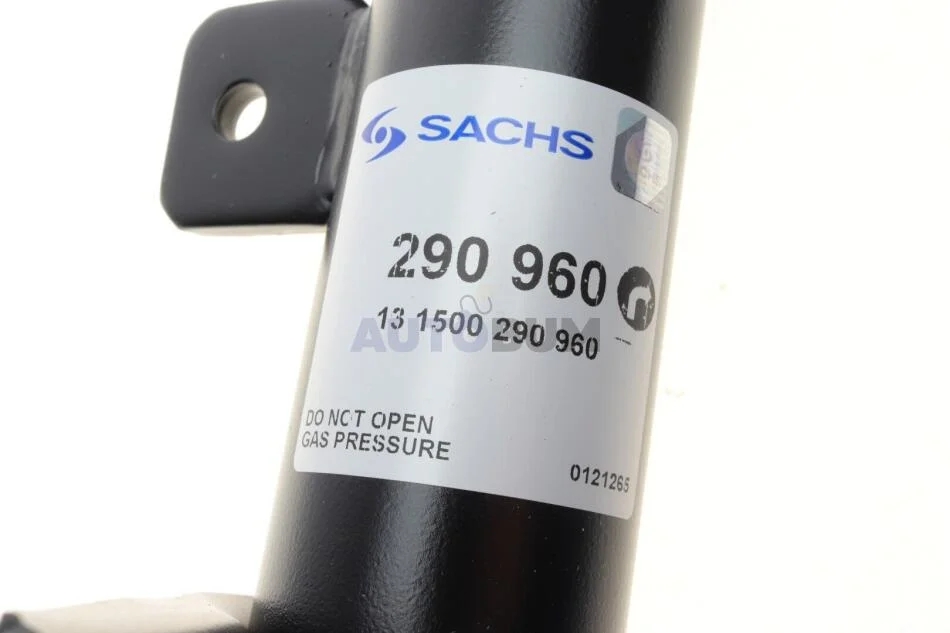 SACHS
290 960
13 1500 290 960
AUTODUM
DO NOT OPEN
GAS PRESSURE
0121265